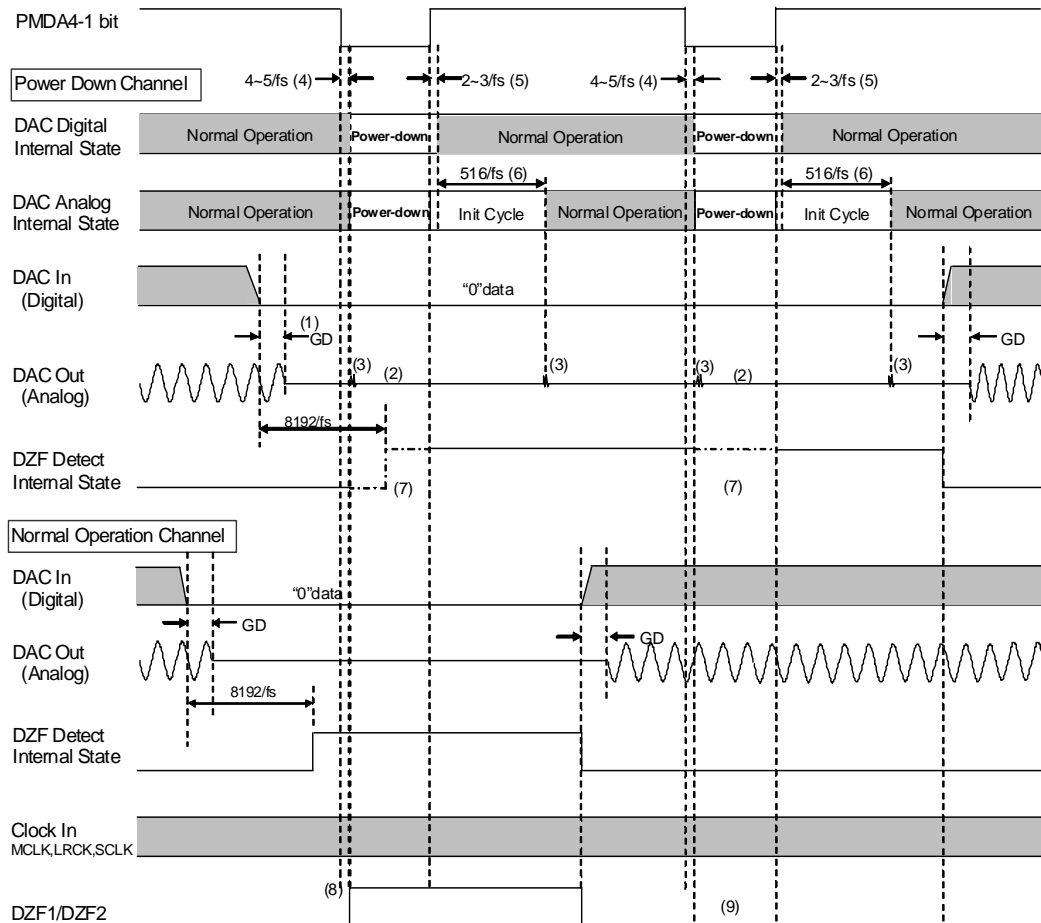 PMDA4-1 bit
4~5/fs (4)
2~3/fs (5)
4~5/fs (4)
2~3/fs (5)
Power Down Channel
DAC Digital
Internal State
Normal Operation
Power-down
Normal Operation
Power-down
Normal Operation
516/fs (6)
516/fs (6)
DAC Analog
Internal State
Normal Operation
Power-down
Init Cycle
Normal Operation
Power-down
Init Cycle
Normal Operation
DAC In
(Digital)
"0"data
(1)
GD
GD
DAC Out
(Analog)
(3)
(2)
(3)
(3)
(2)
(3)
8192/fs
DZF Detect
Internal State
(7)
(7)
Normal Operation Channel
DAC In
(Digital)
"0"data
GD
GD
DAC Out
(Analog)
8192/fs
DZF Detect
Internal State
Clock In
MCLK,LRCK,SCLK
(8)
DZF1/DZF2
(9)